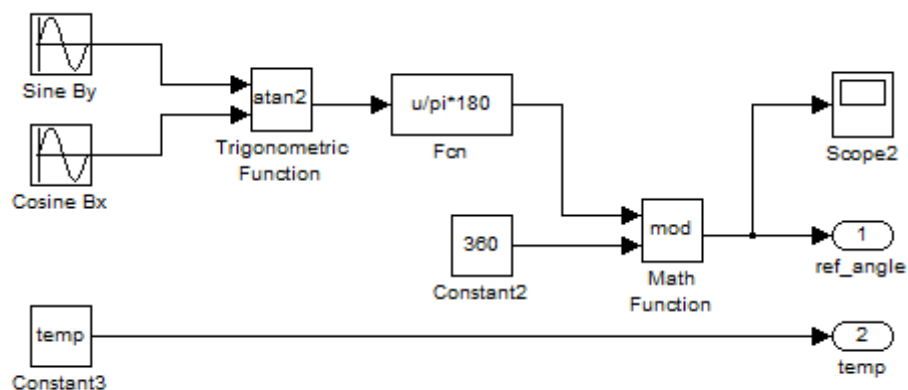 Sine By
atan2
u/pi*180
Trigonometric
Function
Fcn
Scope2
Cosine Bx
360
mod
1
Constant2
Math
Function
ref_angle
temp
2
Constant3
temp